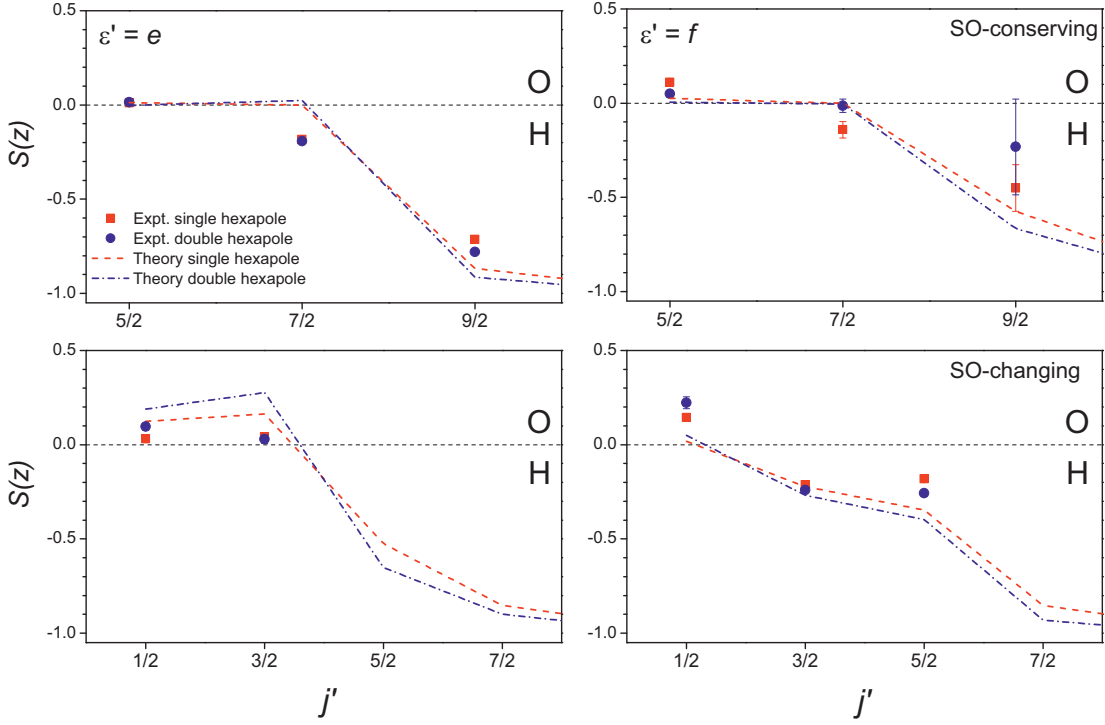 0.5
ε' = e
O
0.0
H
S(z)
-0.5
Expt. single hexapole
Expt. double hexapole
Theory single hexapole
Theory double hexapole
-1.0
5/2 7/2 9/2
0.5
ε' = f
SO-conserving
O
0.0
H
-0.5
-1.0
5/2 7/2 9/2
0.5
O
0.0
H
S(z)
-0.5
-1.0
1/2 3/2 5/2 7/2
j'
0.5
SO-changing
O
0.0
H
-0.5
-1.0
1/2 3/2 5/2 7/2
j'